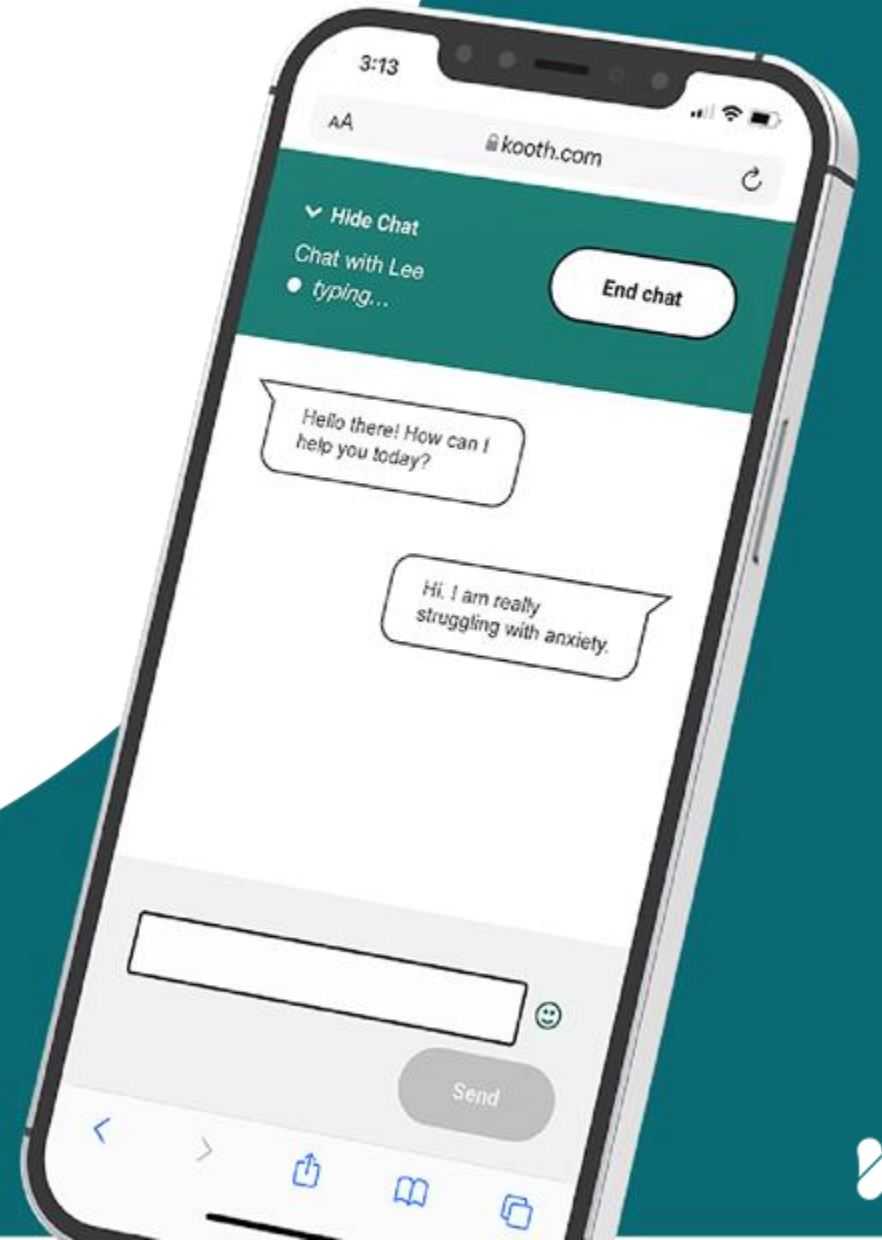 3:13
AA
kooth.com
Hide Chat
Chat with Lee
typing...
End chat
Hello there! How can I
help you today?
Hi. I am really
struggling with anxiety.
Send